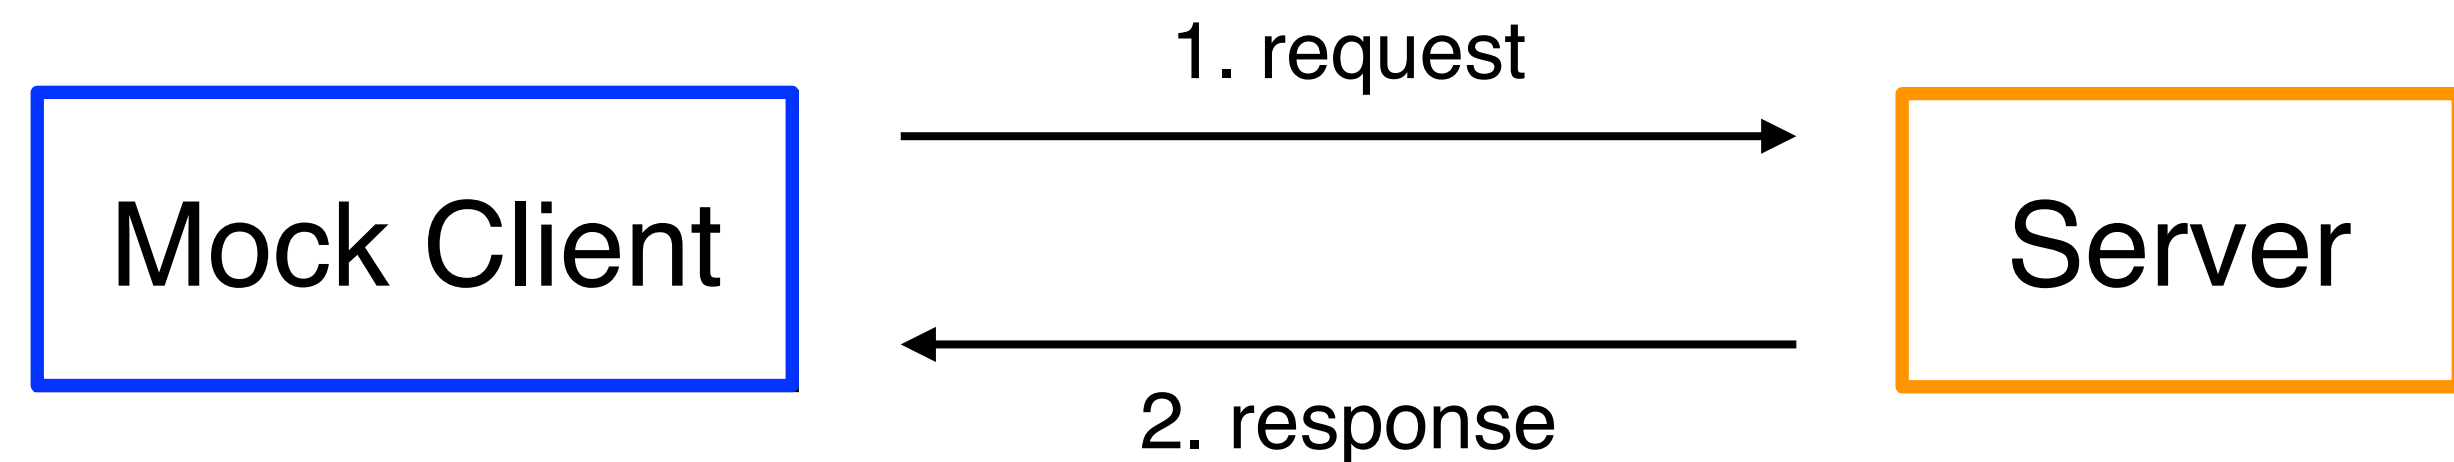 1. request
Mock Client
Server
2. response